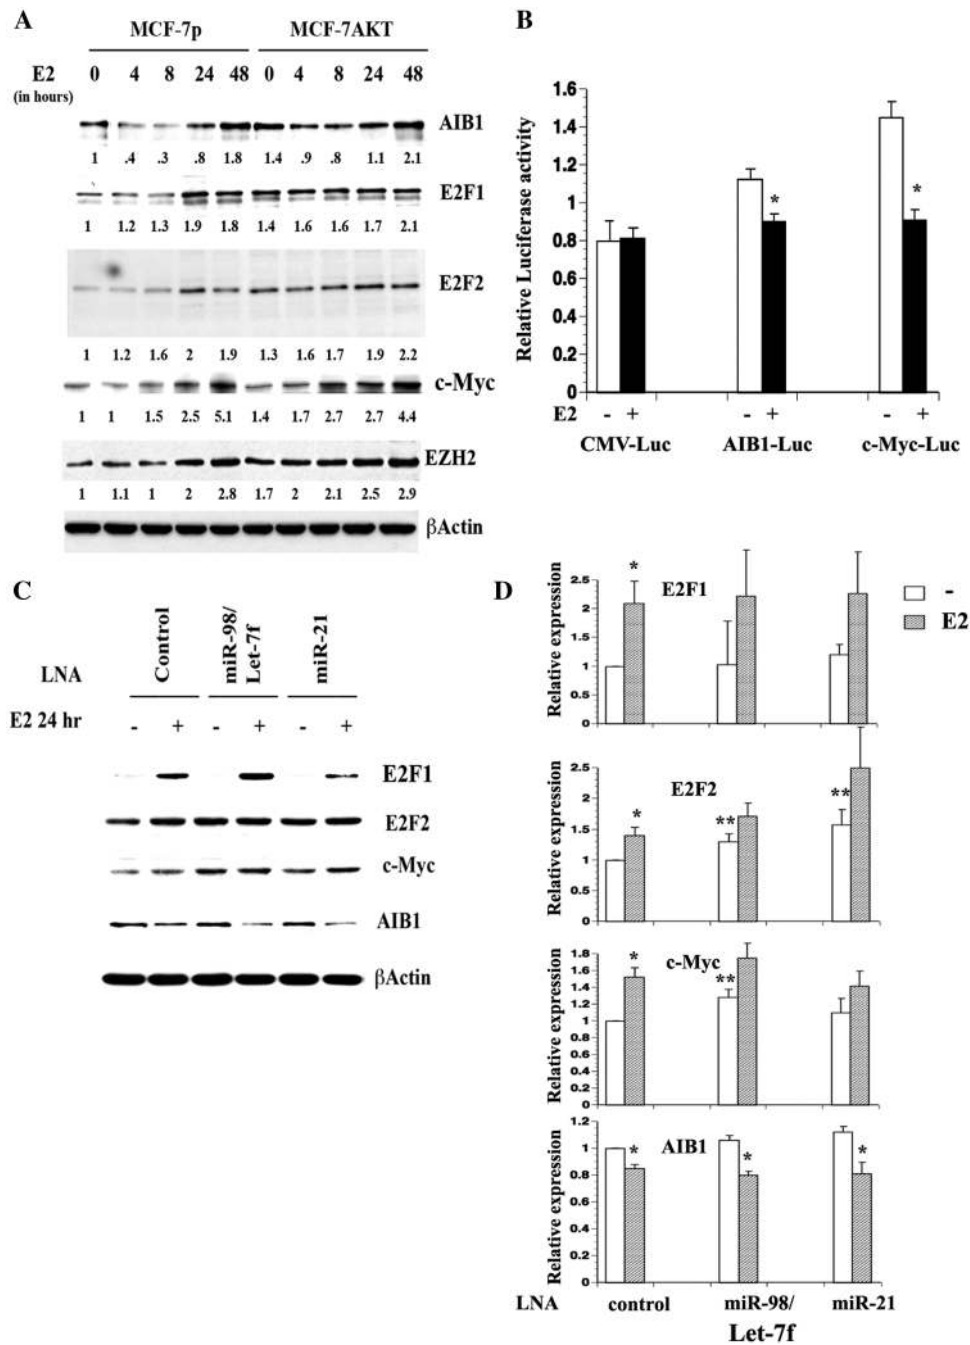 A
MCF-7p MCF-7AKT
E2 0 4 8 24 48 0 4 8 24 48
(in hours)
AIB1
1 .4 .3 .8 1.8 1.4 .9 .8 1.1 2.1
E2F1
1 1.2 1.3 1.9 1.8 1.4 1.6 1.6 1.7 2.1
E2F2
1 1.2 1.6 2 1.9 1.3 1.6 1.7 1.9 2.2
c-Myc
1 1 1.5 2.5 5.1 1.4 1.7 2.7 2.7 4.4
EZH2
1 1.1 1 2 2.8 1.7 2 2.1 2.5 2.9
βActin
B
Relative Luciferase activity
1.6
1.4
1.2
1
0.8
0.6
0.4
0.2
0
* *
E2 - + - + - +
CMV-Luc AIB1-Luc c-Myc-Luc
C
LNA Control miR-98/ Let-7f miR-21
E2 24 hr - + - + - +
E2F1
E2F2
c-Myc
AIB1
βActin
D
- 
E2
Relative expression
E2F1
*
2.5
2
1.5
1
0.5
0
Relative expression
E2F2
* ** **
2.5
2
1.5
1
0.5
0
Relative expression
c-Myc
* **
1.8
1.6
1.4
1.2
1
0.8
0.6
0.4
0.2
0
Relative expression
AIB1
* * *
1.2
1
0.8
0.6
0.4
0.2
0
LNA control miR-98/ miR-21
Let-7f